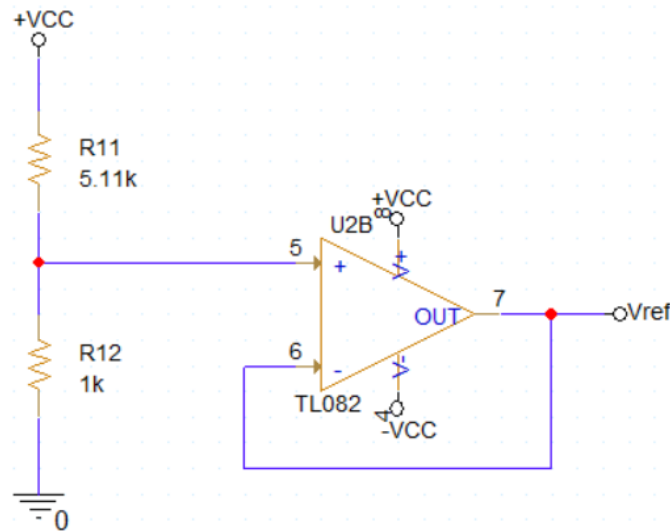 +VCC
R11
5.11k
+VCC
8
U2B
V+
5
+
7
OUT
Vref
6
-
V-
R12
1k
TL082
4
-VCC
0